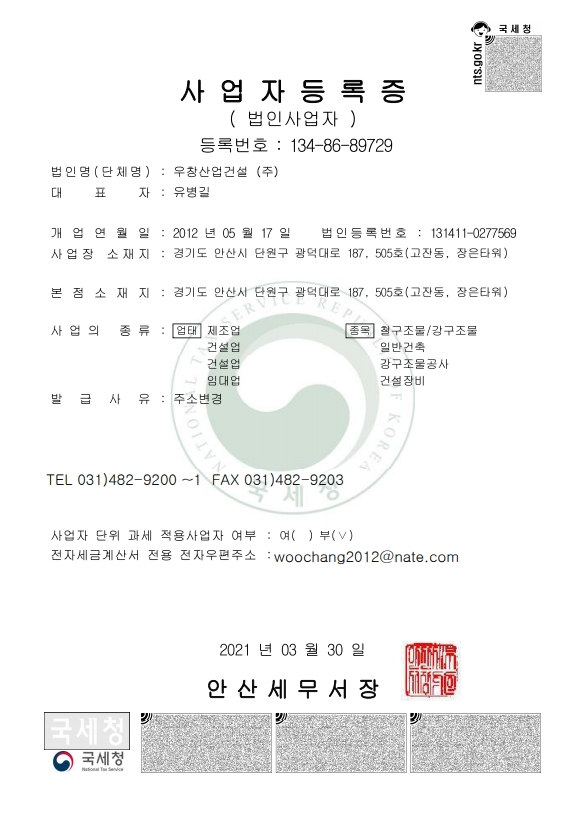 국세청
nts.go.kr
사업자등록증
( 법인사업자 )
등록번호 : 134-86-89729
법인명(단체명) : 우창산업건설 (주)
대 표 자 : 유병길
개 업 연 월 일 : 2012 년 05 월 17 일 법인등록번호 : 131411-0277569
사업장 소재지 : 경기도 안산시 단원구 광덕대로 187, 505호(고잔동, 장은타워)
본 점 소 재 지 : 경기도 안산시 단원구 광덕대로 187, 505호(고잔동, 장은타워)
사 업 의 종 류 : 업태 제조업 종목 철구조물/강구조물
건설업 일반건축
건설업 강구조물공사
임대업 건설장비
발 급 사 유 : 주소변경
NATIONAL TAX SERVICE REPUBLIC OF KOREA
국세청
TEL 031)482-9200 ~1 FAX 031)482-9203
사업자 단위 과세 적용사업자 여부 : 여( ) 부(∨)
전자세금계산서 전용 전자우편주소 : woochang2012@nate.com
2021 년 03 월 30 일
안산세무서장
국세청
국세청
National Tax Service